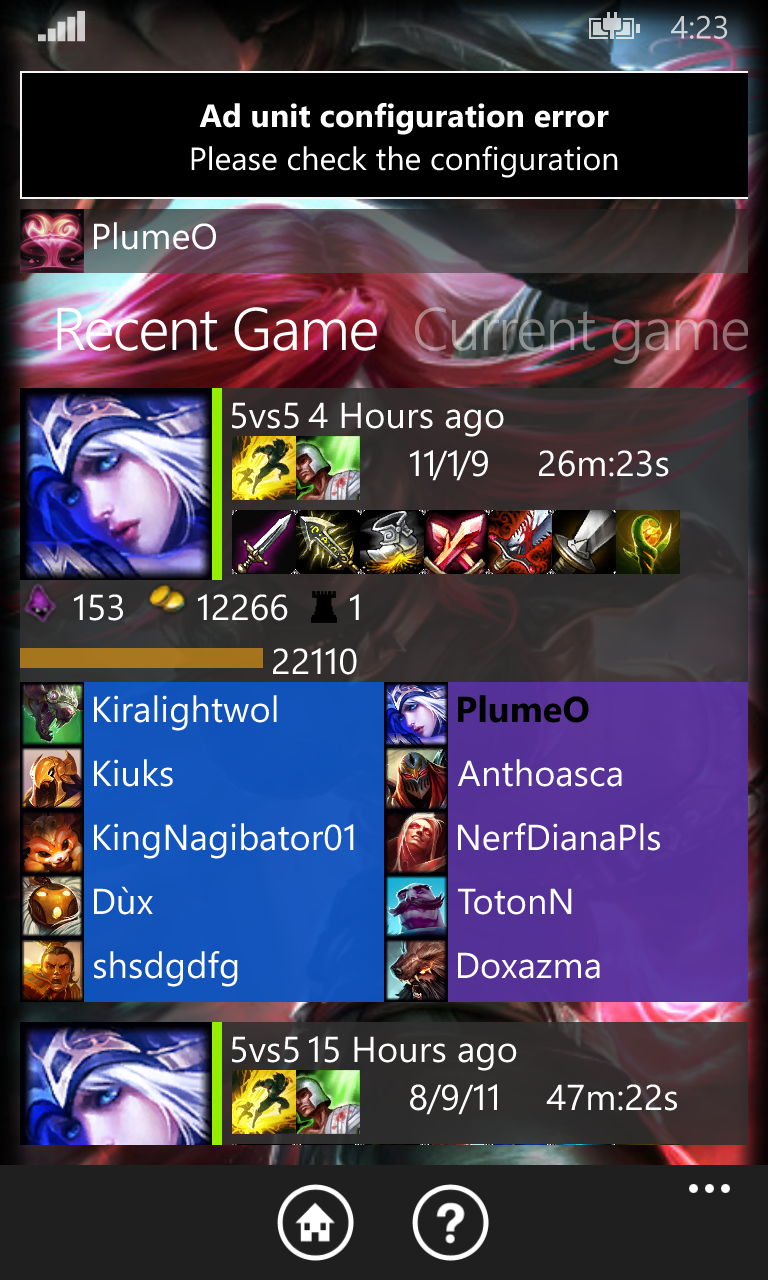 4:23
Ad unit configuration error
Please check the configuration
PlumeO
Recent Game Current game
5vs5 4 Hours ago
11/1/9 26m:23s
153 12266 1
22110
Kiralightwol PlumeO
Kiuks Anthoasca
KingNagibator01 NerfDianaPls
Dùx TotonN
shsdgdfg Doxazma
5vs5 15 Hours ago
8/9/11 47m:22s
?